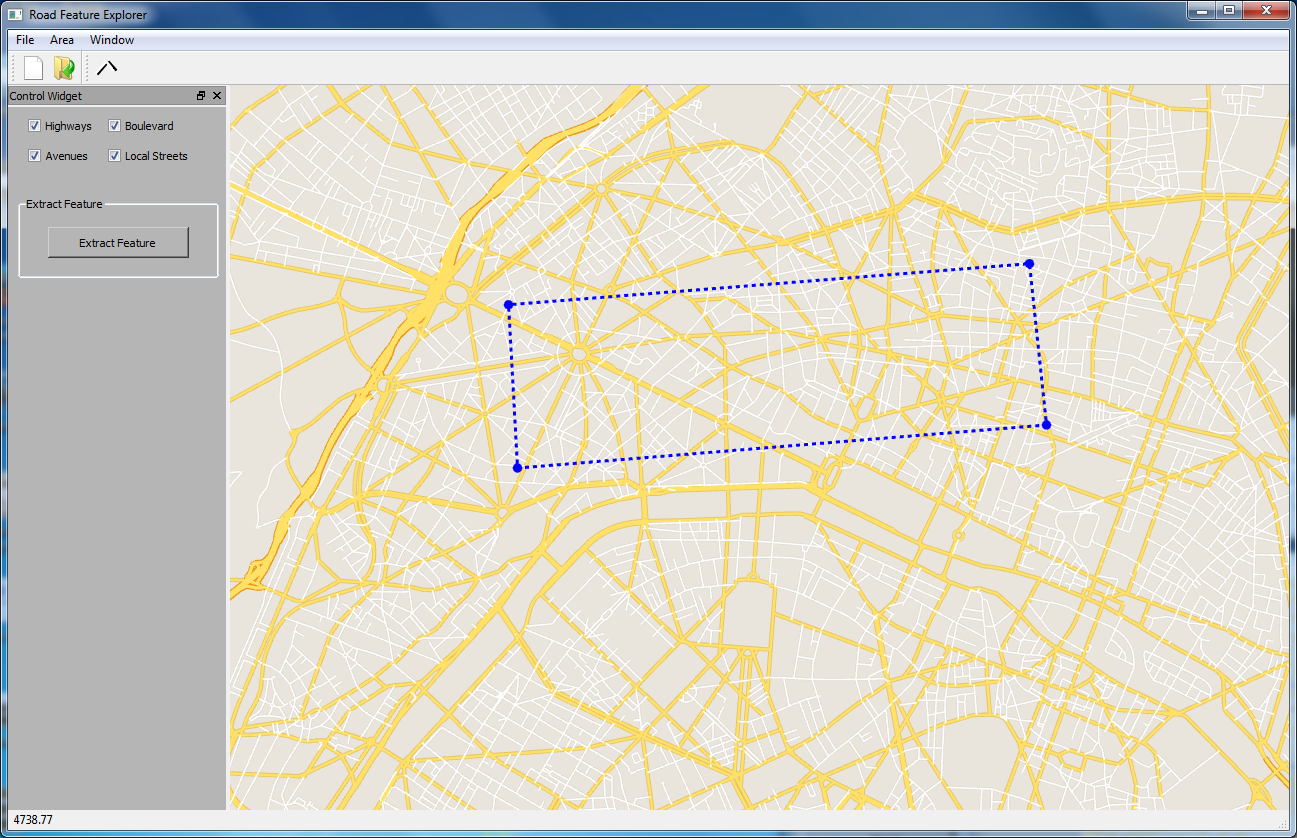 Road Feature Explorer
File Area Window
Control Widget
Highways Boulevard
Avenues Local Streets
Extract Feature
Extract Feature
4738.77